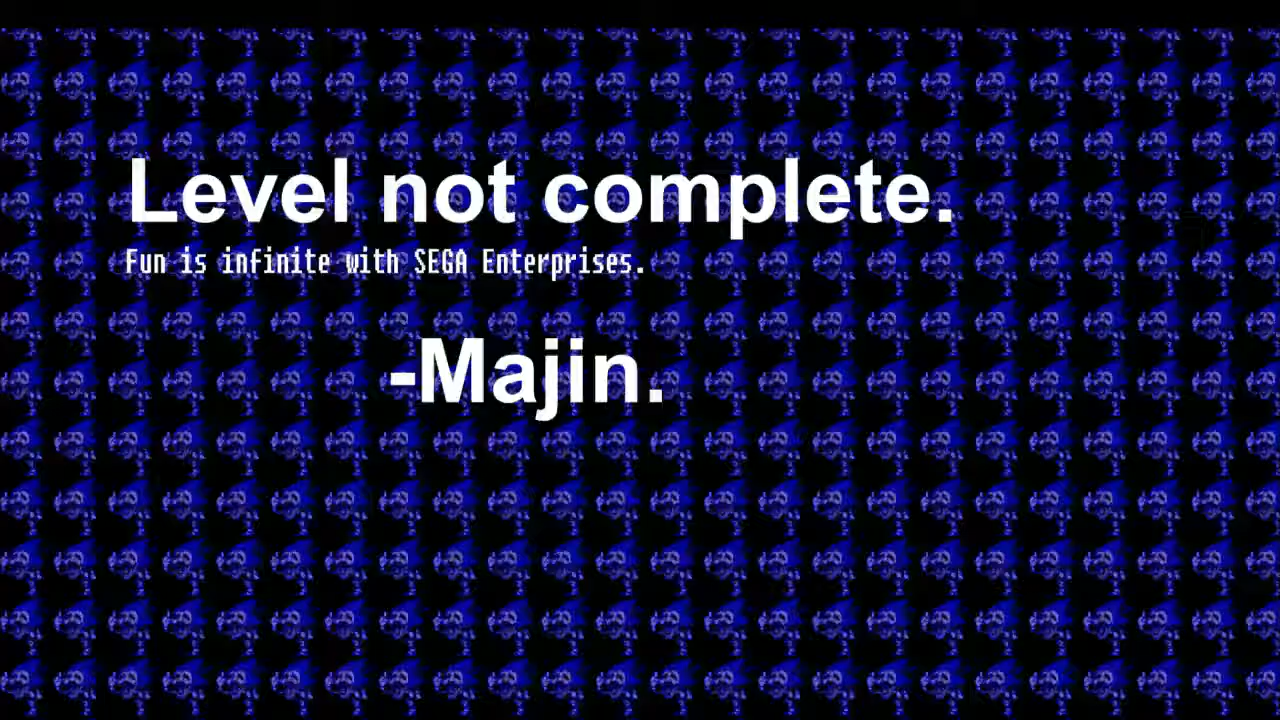 Level not complete.
Fun is infinite with SEGA Enterprises.
-Majin.